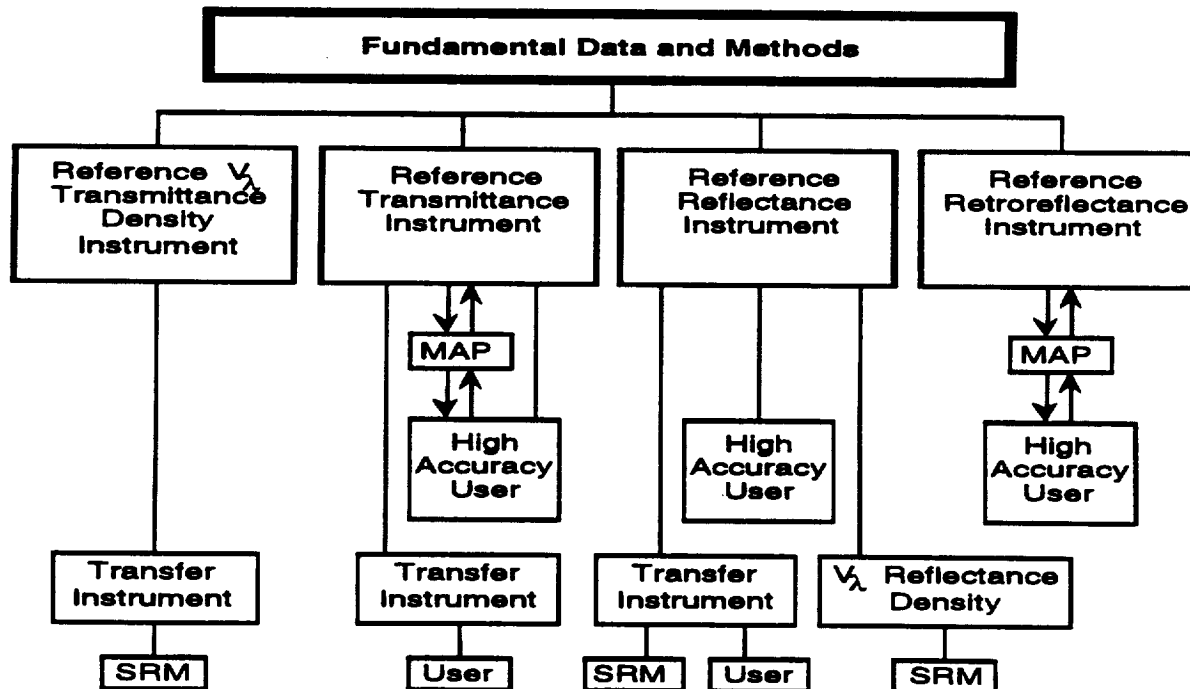 Fundamental Data and Methods
Reference Vλ
Transmittance
Density
Instrument
Reference
Transmittance
Instrument
Reference
Reflectance
Instrument
Reference
Retroreflectance
Instrument
MAP
MAP
High
Accuracy
User
High
Accuracy
User
High
Accuracy
User
Transfer
Instrument
Transfer
Instrument
Transfer
Instrument
Vλ Reflectance
Density
SRM
User
SRM
User
SRM